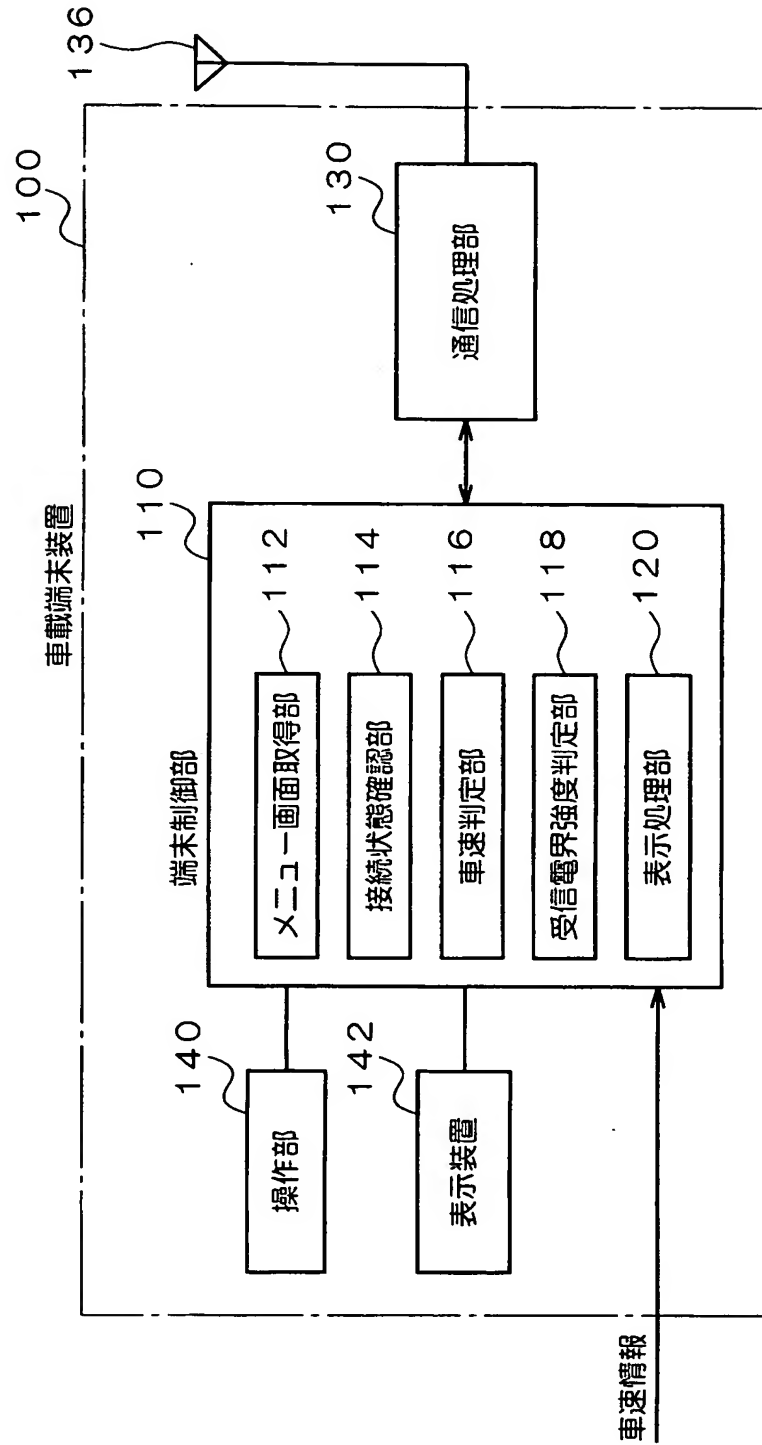 車載端末装置
100
136
端末制御部
110
メニュー画面取得部
112
接続状態確認部
114
車速判定部
116
受信電界強度判定部
118
表示処理部
120
通信処理部
130
操作部
140
表示装置
142
車速情報